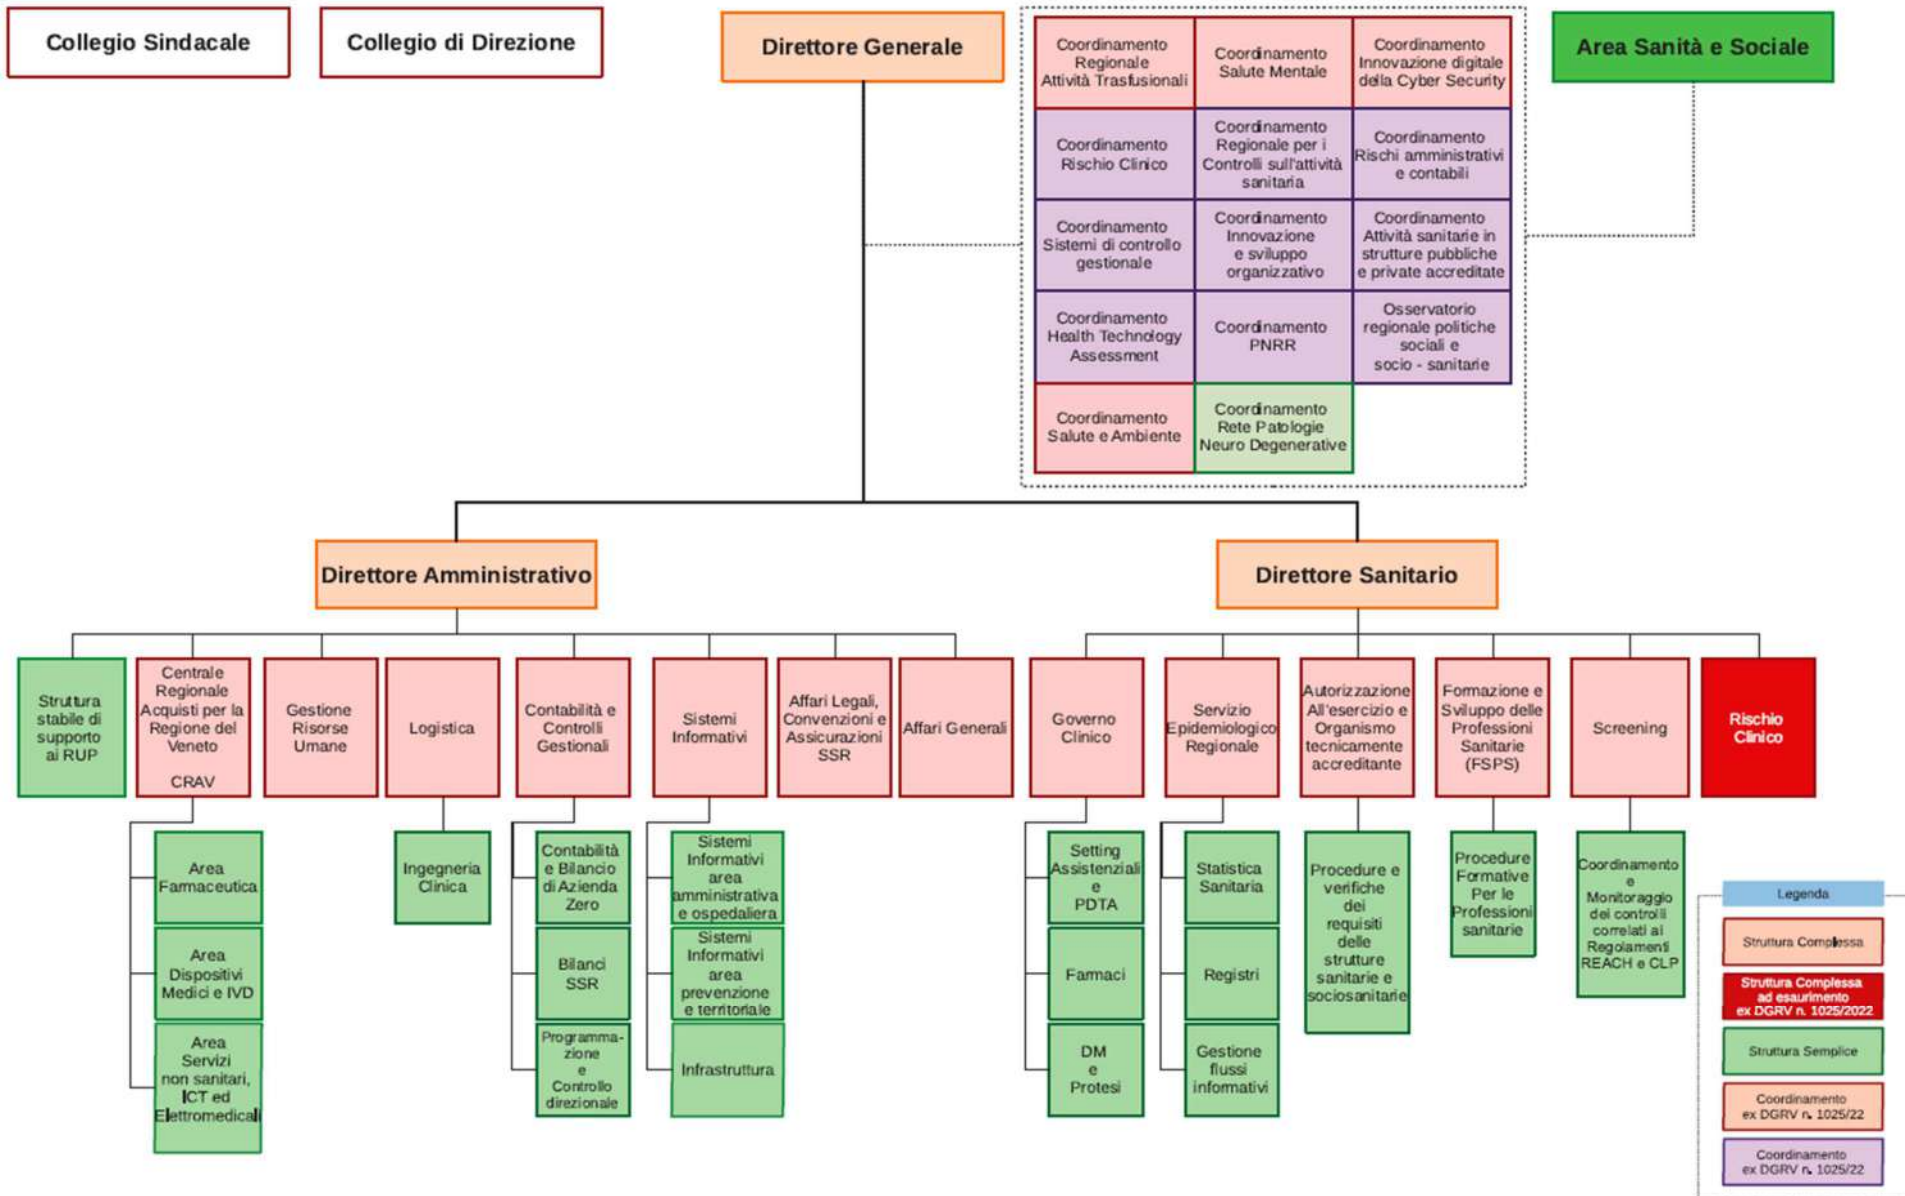 Collegio Sindacale
Collegio di Direzione
Direttore Generale
Area Sanità e Sociale
Coordinamento
Regionale
Attività Trasfusionali
Coordinamento
Salute Mentale
Coordinamento
Innovazione digitale
della Cyber Security
Coordinamento
Rischio Clinico
Coordinamento
Regionale per i
Controlli sull'attività
sanitaria
Coordinamento
Rischi amministrativi
e contabili
Coordinamento
Sistemi di controllo
gestionale
Coordinamento
Innovazione
e sviluppo
organizzativo
Coordinamento
Attività sanitarie in
strutture pubbliche
e private accreditate
Coordinamento
Health Technology
Assessment
Coordinamento
PNRR
Osservatorio
regionale politiche
sociali e
socio - sanitarie
Coordinamento
Salute e Ambiente
Coordinamento
Rete Patologie
Neuro Degenerative
Direttore Amministrativo
Direttore Sanitario
Struttura
stabile di
supporto
ai RUP
Centrale
Regionale
Acquisti per la
Regione del
Veneto
CRAV
Gestione
Risorse
Umane
Logistica
Contabilità e
Controlli
Gestionali
Sistemi
Informativi
Affari Legali,
Convenzioni e
Assicurazioni
SSR
Affari Generali
Governo
Clinico
Servizio
Epidemiologico
Regionale
Autorizzazione
All'esercizio e
Organismo
tecnicamente
accreditante
Formazione e
Sviluppo delle
Professioni
Sanitarie
(FSPS)
Screening
Rischio
Clinico
Area
Farmaceutica
Area
Dispositivi
Medici e IVD
Area
Servizi
non sanitari,
ICT ed
Elettromedicali
Ingegneria
Clinica
Contabilità
e Bilancio
di Azienda
Zero
Bilanci
SSR
Programma-
zione
e
Controllo
direzionale
Sistemi
Informativi
area
amministrativa
e ospedaliera
Sistemi
Informativi
area
prevenzione
e territoriale
Infrastruttura
Setting
Assistenziali
e
PDTA
Farmaci
DM
e
Protesi
Statistica
Sanitaria
Registri
Gestione
flussi
informativi
Procedure e
verifiche
dei
requisiti
delle
strutture
sanitarie e
sociosanitarie
Procedure
Formative
Per le
Professioni
sanitarie
Coordinamento
e
Monitoraggio
dei controlli
correlati ai
Regolamenti
REACH e CLP
Legenda
Struttura Complessa
Struttura Complessa
ad esaurimento
ex DGRV n. 1025/2022
Struttura Semplice
Coordinamento
ex DGRV n. 1025/22
Coordinamento
ex DGRV n. 1025/22